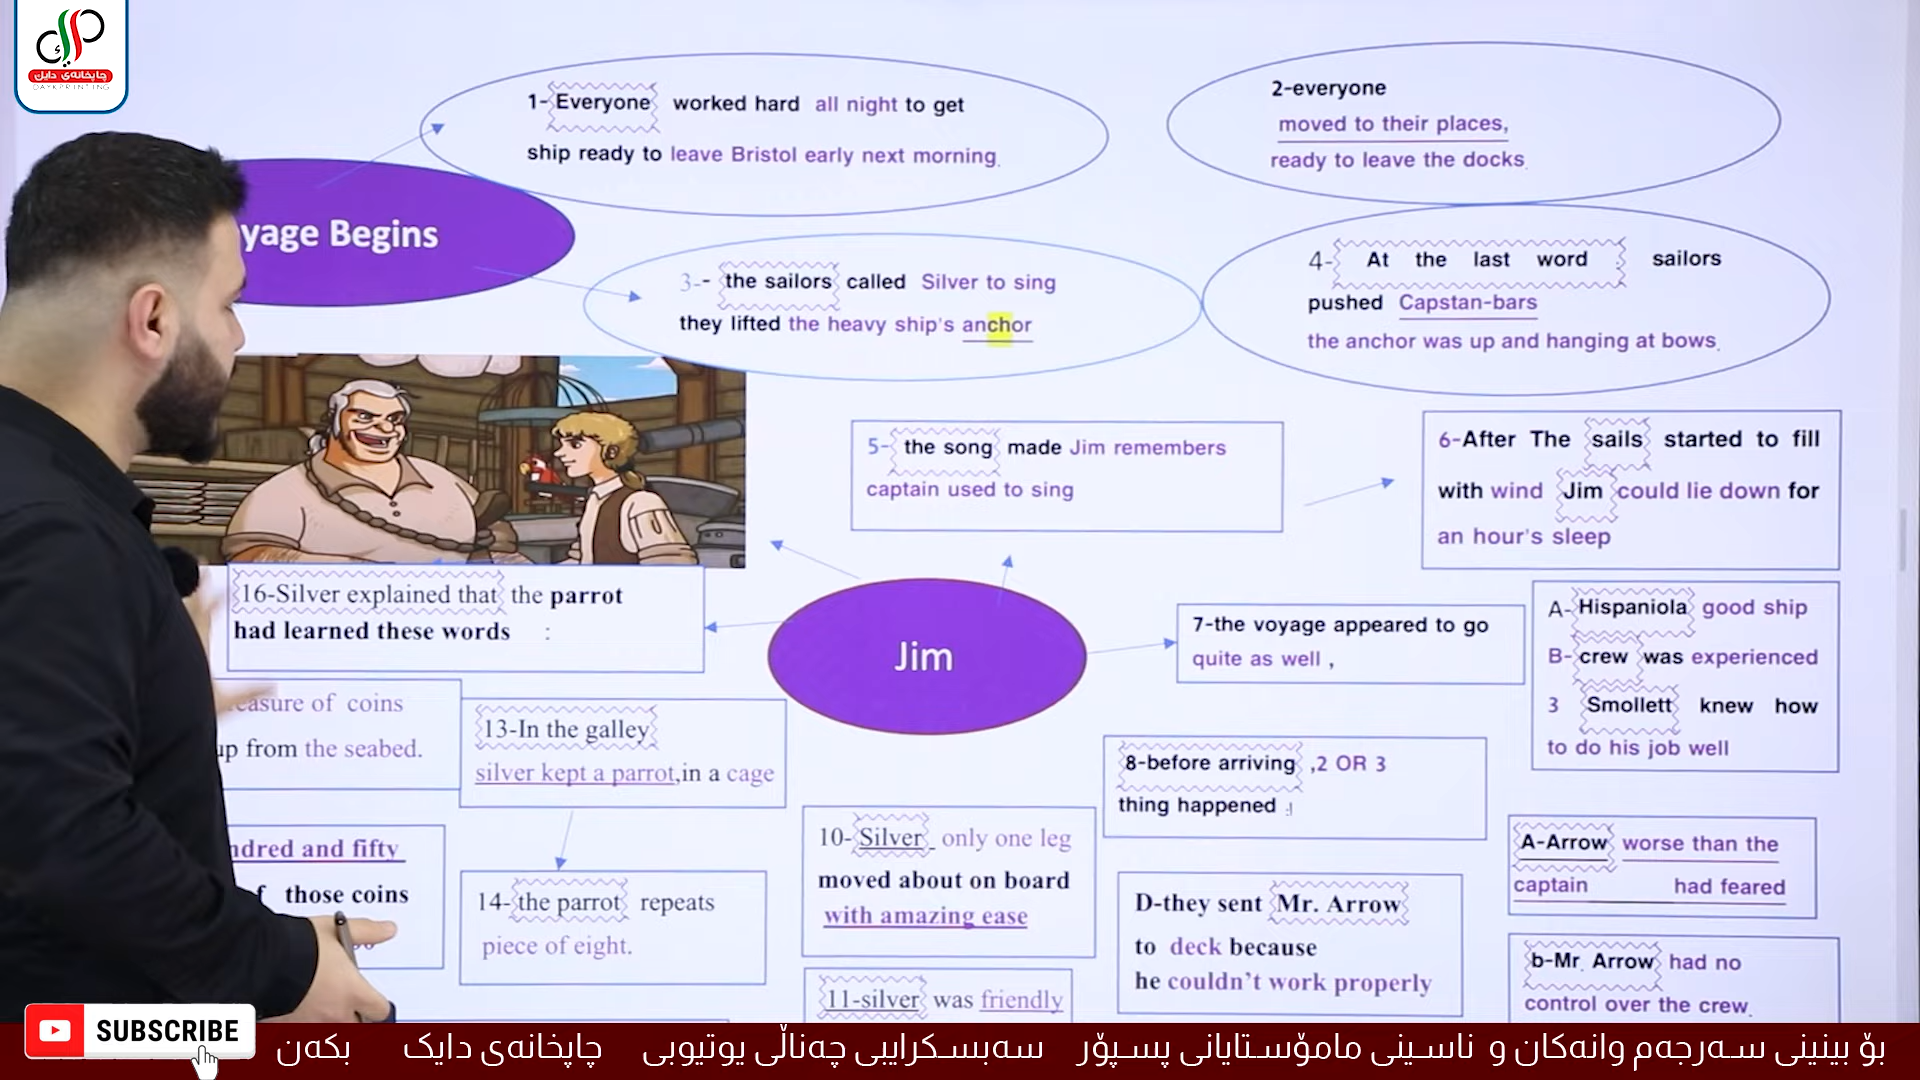 چاپخانەی دایک
DAYK PRINTING
yage Begins
1- Everyone worked hard all night to get
ship ready to leave Bristol early next morning.
2-everyone
moved to their places,
ready to leave the docks.
3-- the sailors called Silver to sing
they lifted the heavy ship's anchor
4- At the last word : sailors
pushed Capstan-bars
the anchor was up and hanging at bows.
5- the song made Jim remembers
captain used to sing
6-After The sails started to fill
with wind Jim could lie down for
an hour's sleep
Jim
7-the voyage appeared to go
quite as well ,
A- Hispaniola good ship
B- crew was experienced
3 Smollett knew how
to do his job well
8-before arriving ,2 OR 3
thing happened :
A-Arrow worse than the
captain had feared
b-Mr. Arrow had no
control over the crew.
D-they sent Mr. Arrow
to deck because
he couldn't work properly
10- Silver only one leg
moved about on board
with amazing ease
11-silver was friendly
13-In the galley
silver kept a parrot,in a cage
14- the parrot repeats
piece of eight.
16-Silver explained that the parrot
had learned these words :
easure of coins
up from the seabed.
ndred and fifty
f those coins
SUBSCRIBE
بۆ بینینی سەرجەم وانەکان و ناسینی مامۆستایانی پسپۆر سەبسکرایبی چەناڵی یوتیوبی چاپخانەی دایک بکەن